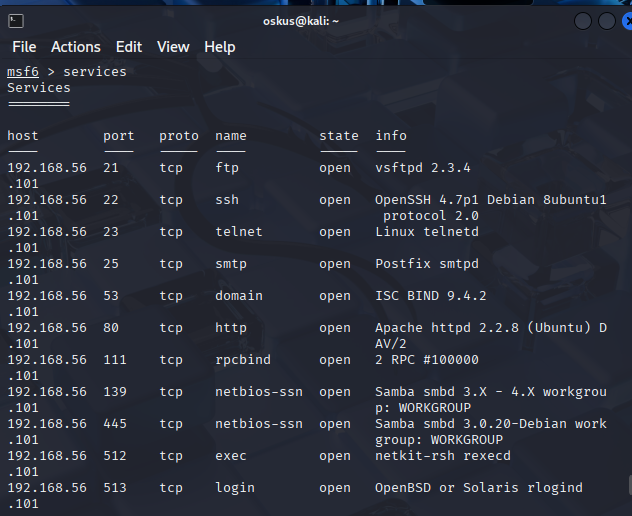 oskus@kali: ~
File Actions Edit View Help
msf6 > services
Services
========
host port proto name state info
---- ---- ----- ---- ----- ----
192.168.56 21 tcp ftp open vsftpd 2.3.4
.101
192.168.56 22 tcp ssh open OpenSSH 4.7p1 Debian 8ubuntu1
.101 protocol 2.0
192.168.56 23 tcp telnet open Linux telnetd
.101
192.168.56 25 tcp smtp open Postfix smtpd
.101
192.168.56 53 tcp domain open ISC BIND 9.4.2
.101
192.168.56 80 tcp http open Apache httpd 2.2.8 (Ubuntu) D
.101 AV/2
192.168.56 111 tcp rpcbind open 2 RPC #100000
.101
192.168.56 139 tcp netbios-ssn open Samba smbd 3.X - 4.X workgrou
.101 p: WORKGROUP
192.168.56 445 tcp netbios-ssn open Samba smbd 3.0.20-Debian work
.101 group: WORKGROUP
192.168.56 512 tcp exec open netkit-rsh rexecd
.101
192.168.56 513 tcp login open OpenBSD or Solaris rlogind
.101